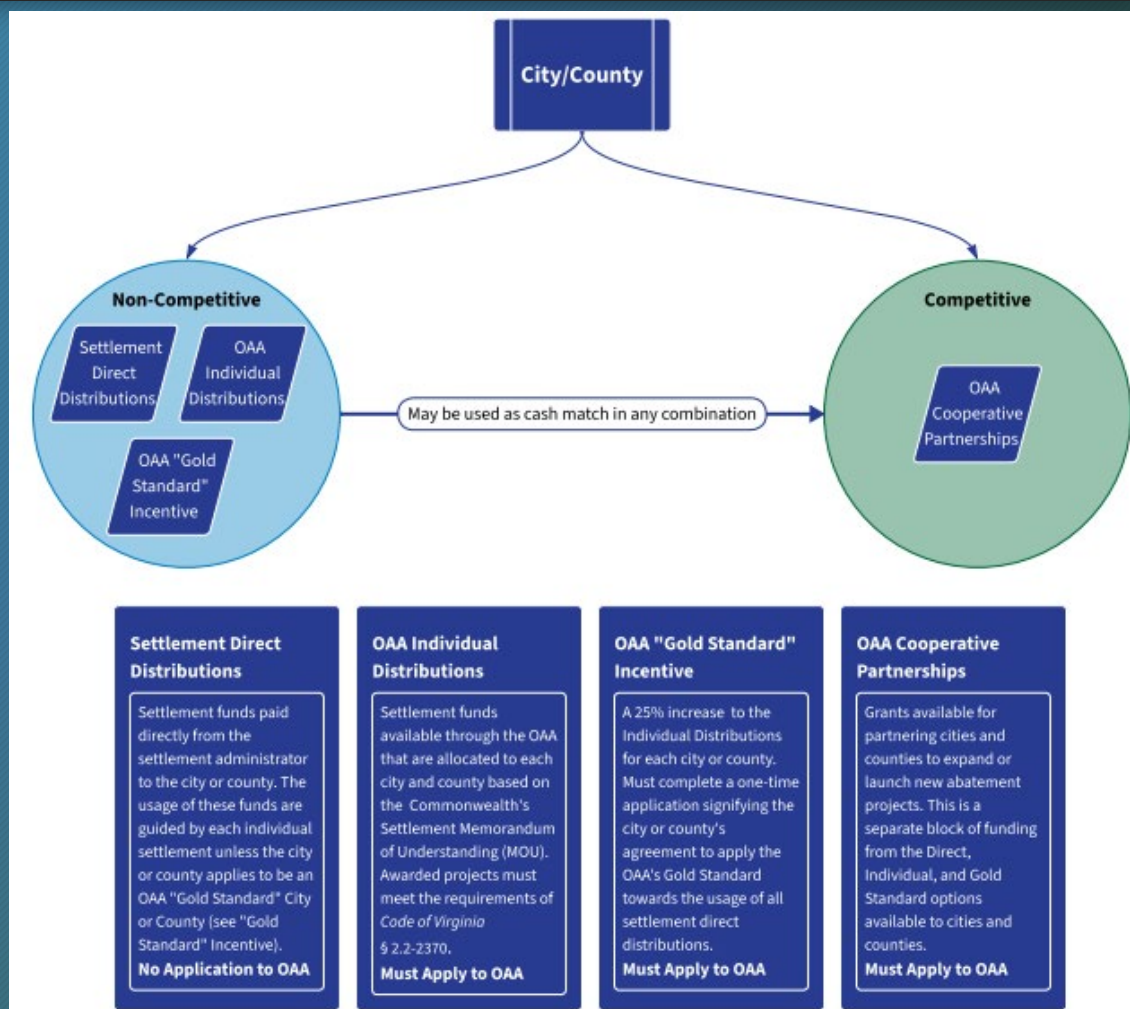 City/County
Non-Competitive
Settlement
Direct
Distributions
OAA
Individual
Distributions
OAA "Gold
Standard"
Incentive
May be used as cash match in any combination
Competitive
OAA
Cooperative
Partnerships
Settlement Direct
Distributions
Settlement funds paid
directly from the
settlement administrator
to the city or county. The
usage of these funds are
guided by each individual
settlement unless the city
or county applies to be an
OAA "Gold Standard" City
or County (see "Gold
Standard" Incentive).
No Application to OAA
OAA Individual
Distributions
Settlement funds
available through the OAA
that are allocated to each
city and county based on
the Commonwealth's
Settlement Memorandum
of Understanding (MOU).
Awarded projects must
meet the requirements of
Code of Virginia
§ 2.2-2370.
Must Apply to OAA
OAA "Gold Standard"
Incentive
A 25% increase to the
Individual Distributions
for each city or county.
Must complete a one-time
application signifying the
city or county's
agreement to apply the
OAA's Gold Standard
towards the usage of all
settlement direct
distributions.
Must Apply to OAA
OAA Cooperative
Partnerships
Grants available for
partnering cities and
counties to expand or
launch new abatement
projects. This is a
separate block of funding
from the Direct,
Individual, and Gold
Standard options
available to cities and
counties.
Must Apply to OAA